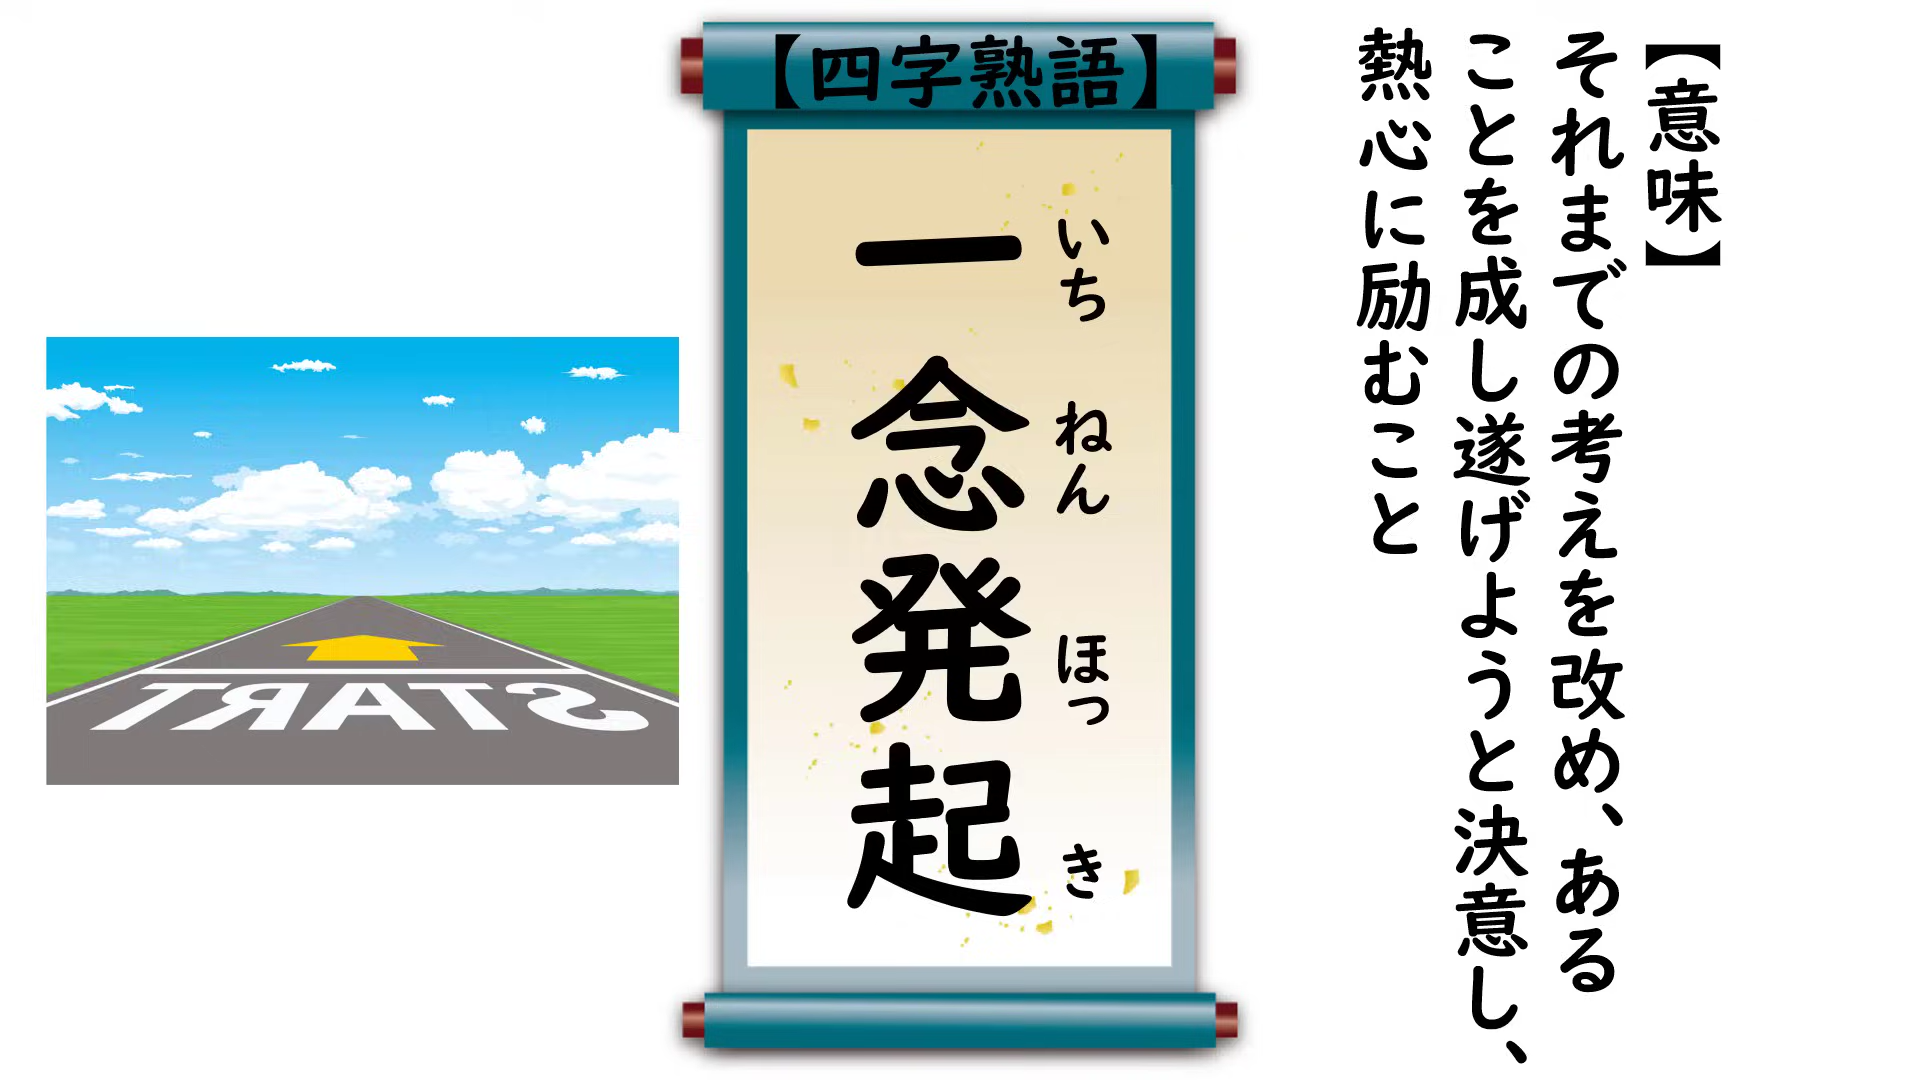 【意味】
それまでの考えを改め、ある
ことを成し遂げようと決意し、
熱心に励むこと
【四字熟語】
一念発起
いち ねん ほっ き
START